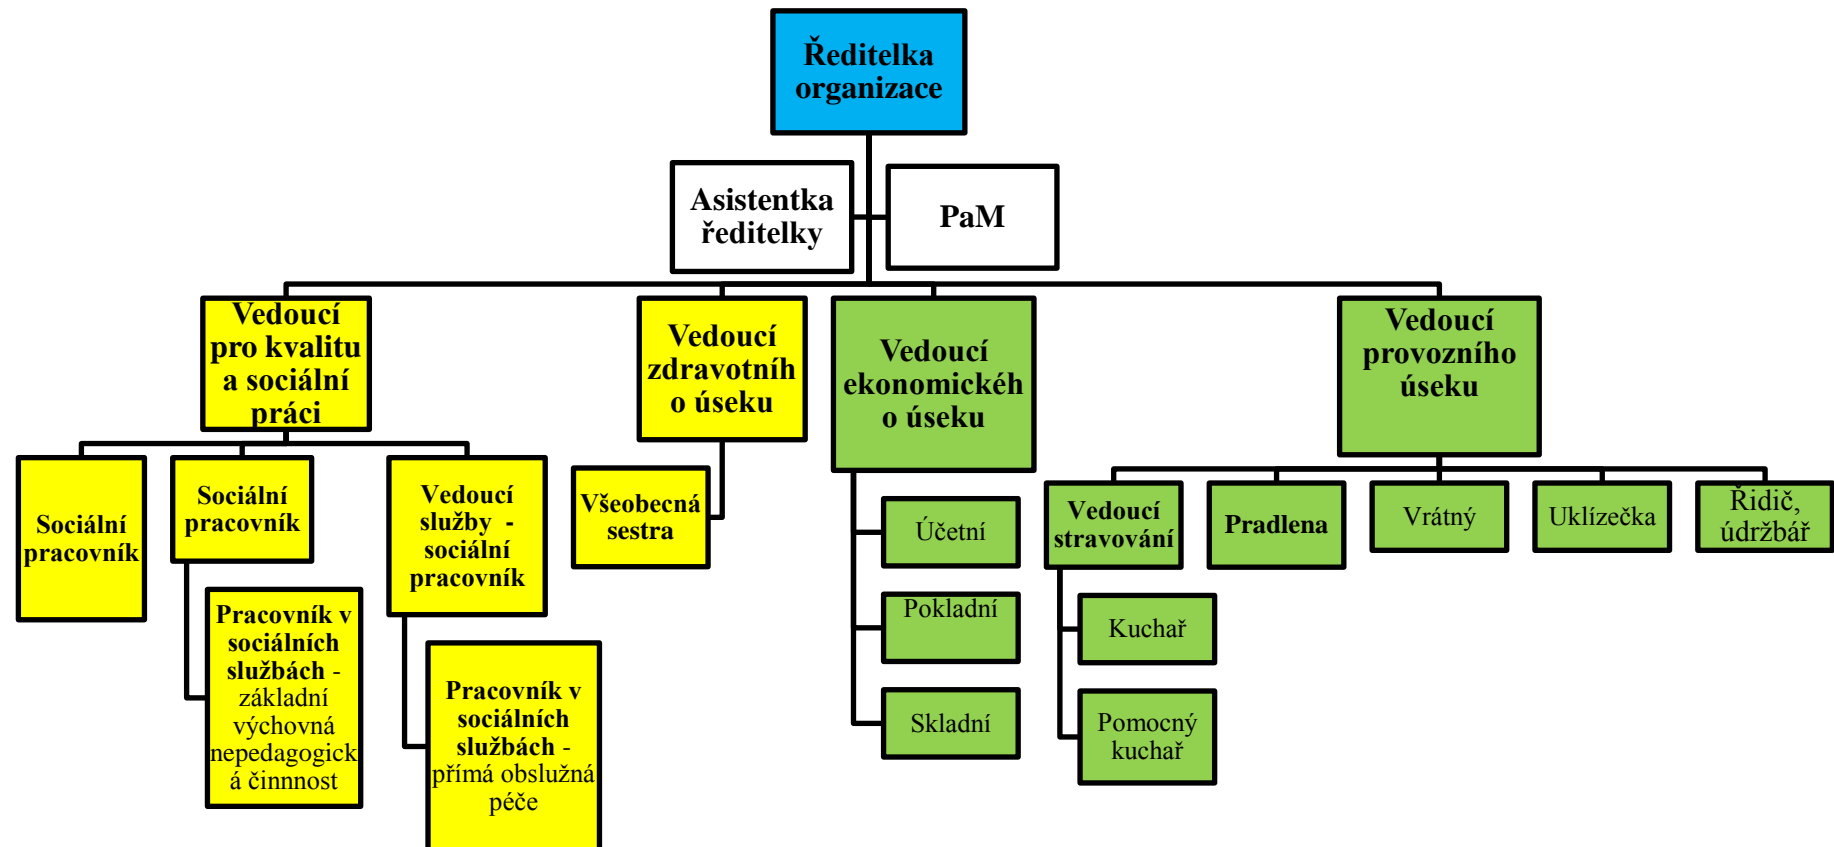 Ředitelka
organizace
Asistentka
ředitelky
PaM
Vedoucí
pro kvalitu
a sociální
práci
Vedoucí
zdravotníh
o úseku
Vedoucí
ekonomickéh
o úseku
Vedoucí
provozního
úseku
Sociální
pracovník
Sociální
pracovník
Vedoucí
služby - 
sociální
pracovník
Všeobecná
sestra
Účetní
Pokladní
Skladní
Vedoucí
stravování
Pradlena
Vrátný
Uklízečka
Řidič,
údržbář
Pracovník v
sociálních
službách -
základní
výchovná
nepedagogick
á činnnost
Pracovník v
sociálních
službách -
přímá obslužná
péče
Kuchař
Pomocný
kuchař